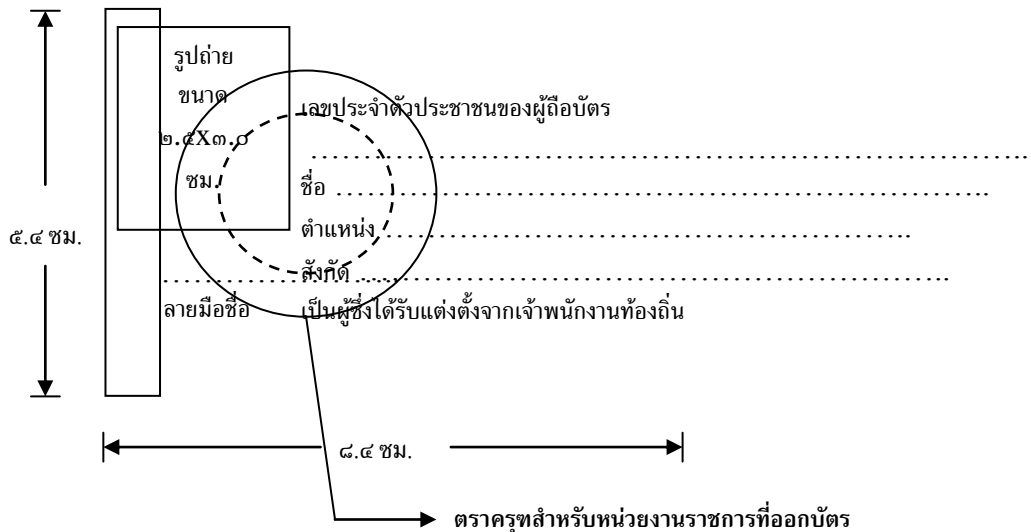 รูปถ่าย
ขนาด
๒.๕X๓.๐
ซม.
เลขประจำตัวประชาชนของผู้ถือบัตร
................................................................................
ชื่อ ........................................................................
ตำแหน่ง ..........................................................
สังกัด ..................................................................
ลายมือชื่อ
เป็นผู้ซึ่งได้รับแต่งตั้งจากเจ้าพนักงานท้องถิ่น
๕.๔ ซม.
๘.๔ ซม.
ตราครุฑสำหรับหน่วยงานราชการที่ออกบัตร